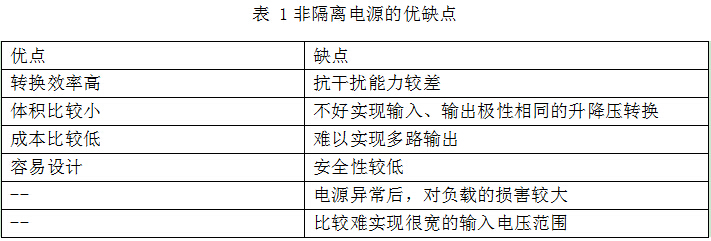 表 1 非隔离电源的优缺点
优点 缺点
转换效率高 抗干扰能力较差
体积比较小 不好实现输入、输出极性相同的升降压转换
成本比较低 难以实现多路输出
容易设计 安全性较低
-- 电源异常后，对负载的损害较大
-- 比较难实现很宽的输入电压范围